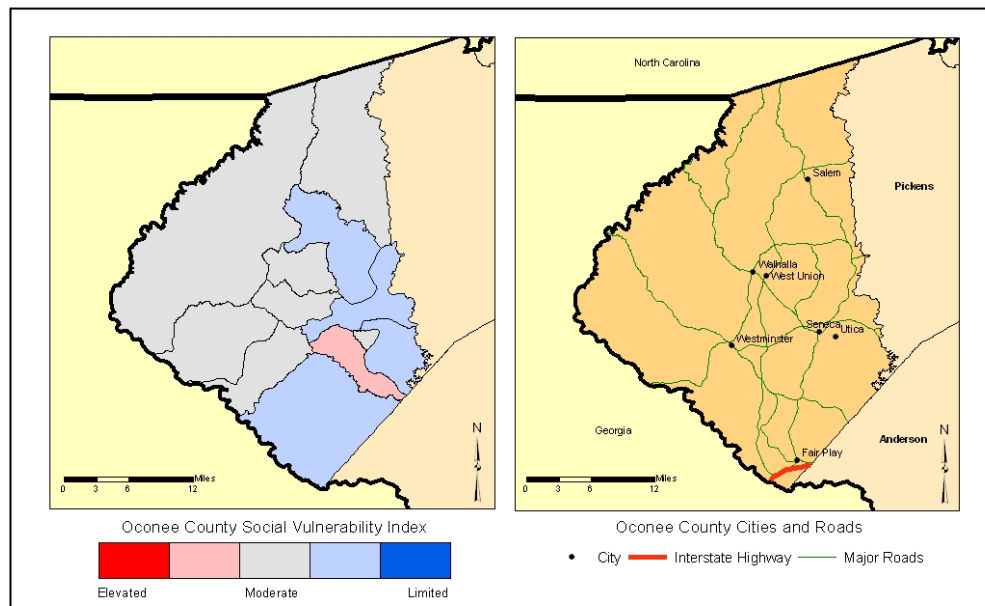 N
Miles
0 3 6 12
Oconee County Social Vulnerability Index
Elevated Moderate Limited
North Carolina
Salem
Pickens
Walhalla
West Union
Seneca
Utica
Westminster
Georgia
Anderson
Fair Play
N
Miles
0 3 6 12
Oconee County Cities and Roads
City Interstate Highway Major Roads